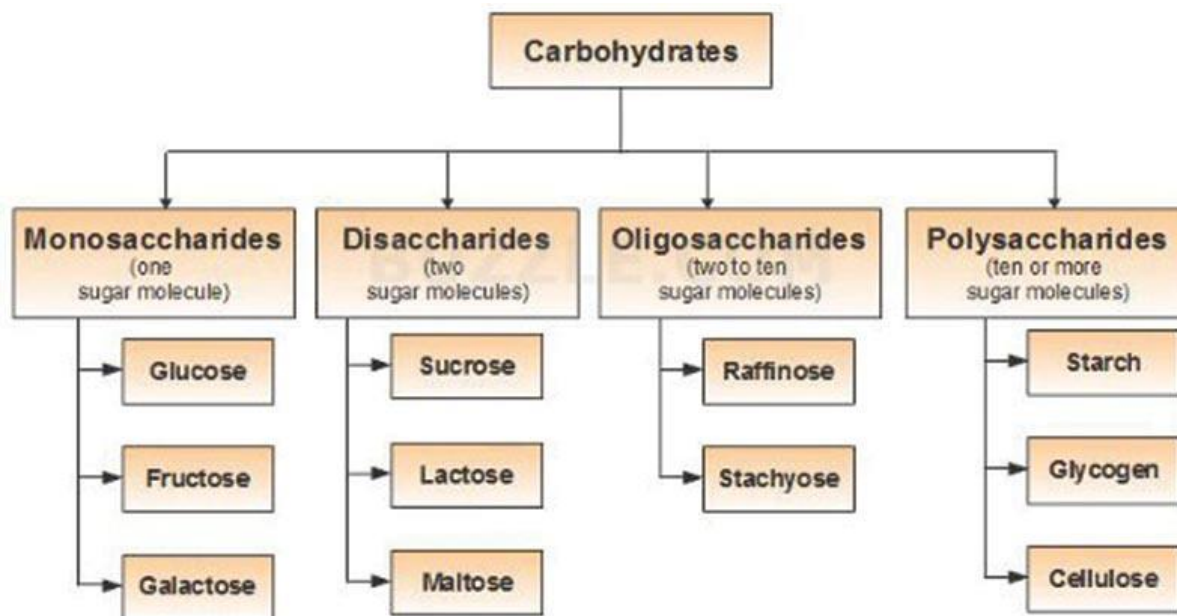 Carbohydrates
Monosaccharides
(one
sugar molecule)
Glucose
Fructose
Galactose
Disaccharides
(two
sugar molecules)
Sucrose
Lactose
Maltose
Oligosaccharides
(two to ten
sugar molecules)
Raffinose
Stachyose
Polysaccharides
(ten or more
sugar molecules)
Starch
Glycogen
Cellulose